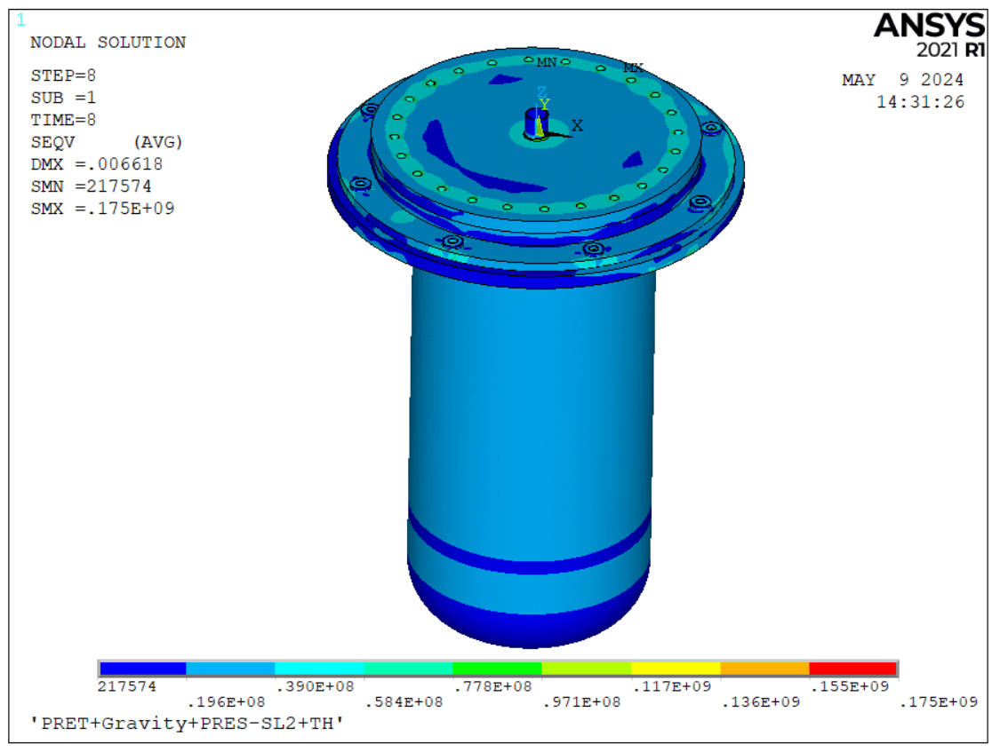 1
NODAL SOLUTION
STEP=8
SUB =1
TIME=8
SEQV (AVG)
DMX =.006618
SMN =217574
SMX =.175E+09
ANSYS
2021 R1
MAY 9 2024
14:31:26
MN
MX
Z
Y
X
217574 .390E+08 .778E+08 .117E+09 .155E+09
.196E+08 .584E+08 .971E+08 .136E+09 .175E+09
'PRET+Gravity+PRES-SL2+TH'